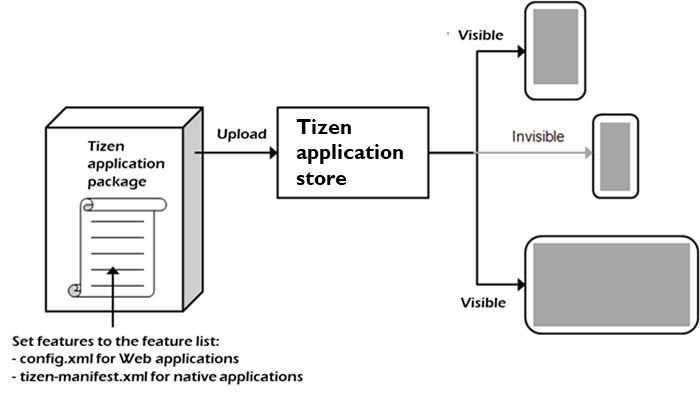 Visible
Tizen
application
package
Upload
Tizen
application
store
Invisible
Visible
Set features to the feature list:
- config.xml for Web applications
- tizen-manifest.xml for native applications